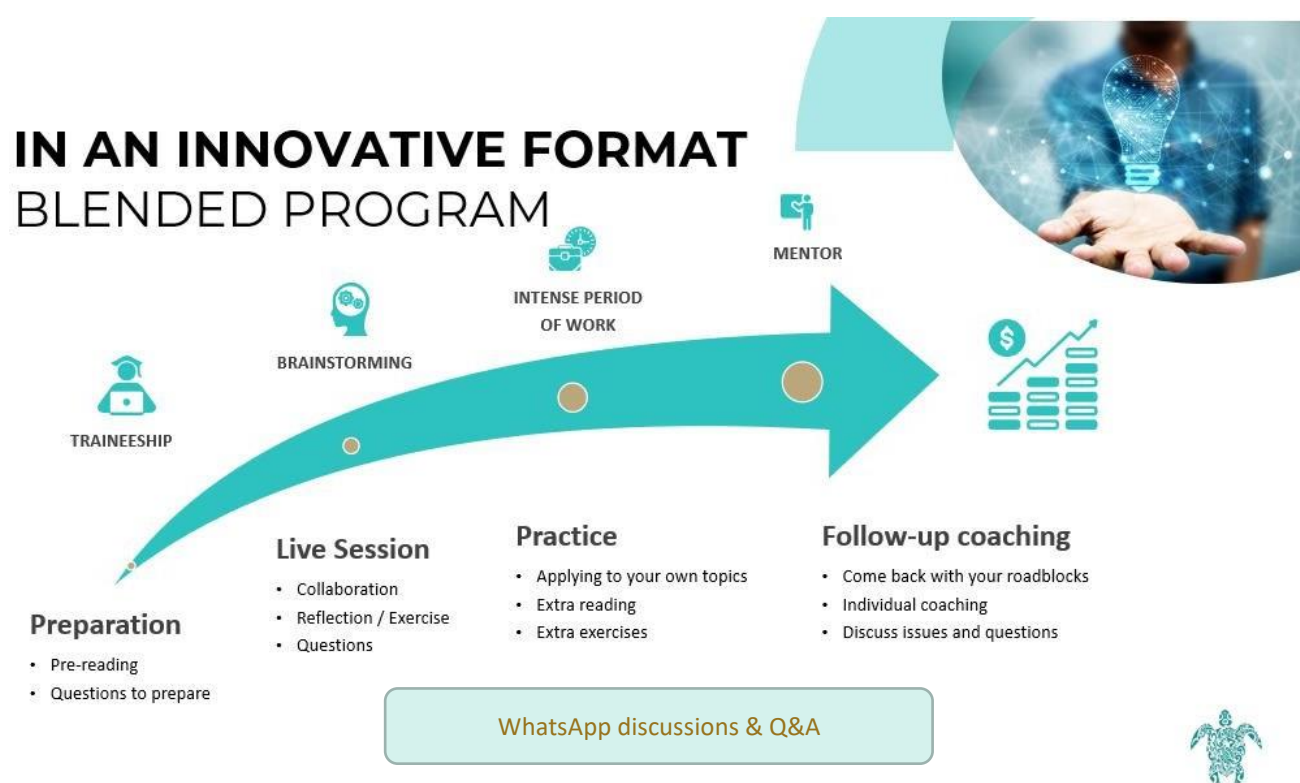 IN AN INNOVATIVE FORMAT
BLENDED PROGRAM
TRAINEESHIP
BRAINSTORMING
INTENSE PERIOD
OF WORK
MENTOR
$
Preparation
• Pre-reading
• Questions to prepare
Live Session
• Collaboration
• Reflection / Exercise
• Questions
Practice
• Applying to your own topics
• Extra reading
• Extra exercises
Follow-up coaching
• Come back with your roadblocks
• Individual coaching
• Discuss issues and questions
WhatsApp discussions & Q&A